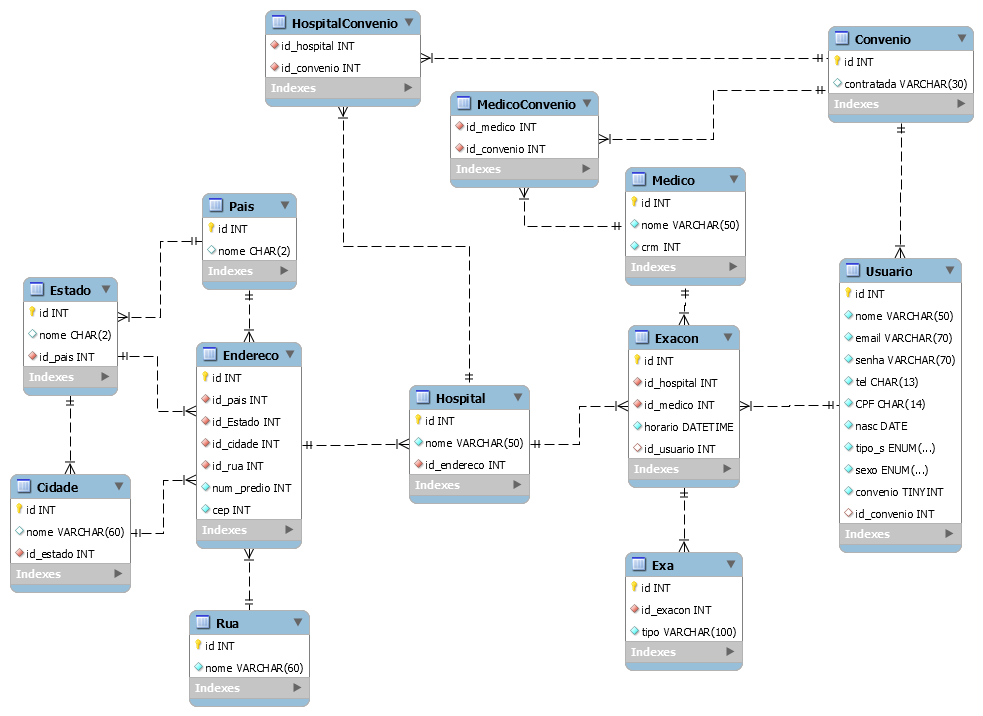 HospitalConvenio
id_hospital INT
id_convenio INT
Indexes
Convenio
id INT
contratada VARCHAR(30)
Indexes
MedicoConvenio
id_medico INT
id_convenio INT
Indexes
Medico
id INT
nome VARCHAR(50)
crm INT
Indexes
Pais
id INT
nome CHAR(2)
Indexes
Estado
id INT
nome CHAR(2)
id_pais INT
Indexes
Usuario
id INT
nome VARCHAR(50)
email VARCHAR(70)
senha VARCHAR(70)
tel CHAR(13)
CPF CHAR(14)
nasc DATE
tipo_s ENUM(...)
sexo ENUM(...)
convenio TINYINT
id_convenio INT
Indexes
Endereco
id INT
id_pais INT
id_Estado INT
id_cidade INT
id_rua INT
num_predio INT
cep INT
Indexes
Exacon
id INT
id_hospital INT
id_medico INT
horario DATETIME
id_usuario INT
Indexes
Hospital
id INT
nome VARCHAR(50)
id_endereco INT
Indexes
Cidade
id INT
nome VARCHAR(60)
id_estado INT
Indexes
Exa
id INT
id_exacon INT
tipo VARCHAR(100)
Indexes
Rua
id INT
nome VARCHAR(60)
Indexes